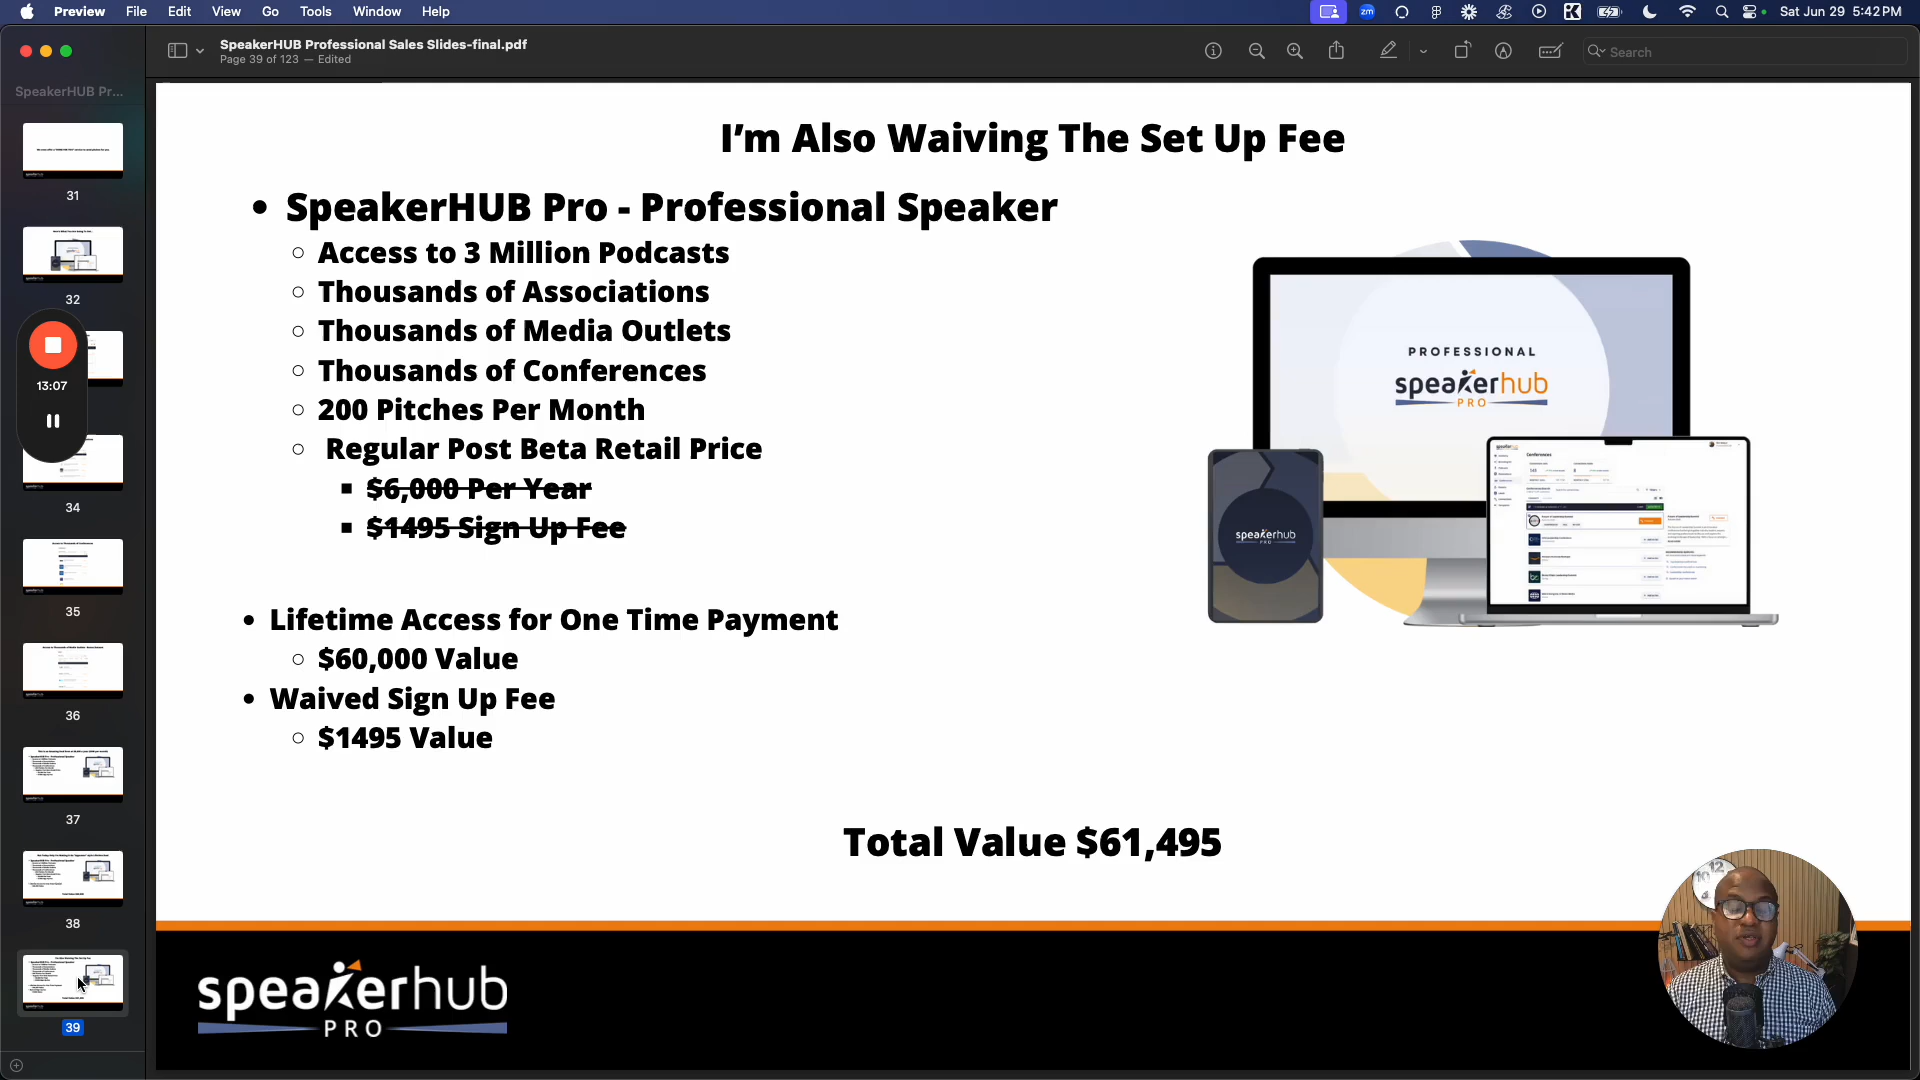 Preview File Edit View Go Tools Window Help
zm
Sat Jun 29 5:42 PM
SpeakerHUB Professional Sales Slides-final.pdf
Page 39 of 123 — Edited
Search
SpeakerHUB Pr...
31
32
13:07
34
35
36
37
38
39
I’m Also Waiving The Set Up Fee
• SpeakerHUB Pro - Professional Speaker
○ Access to 3 Million Podcasts
○ Thousands of Associations
○ Thousands of Media Outlets
○ Thousands of Conferences
○ 200 Pitches Per Month
○ Regular Post Beta Retail Price
▪ $6,000 Per Year
▪ $1495 Sign Up Fee
• Lifetime Access for One Time Payment
○ $60,000 Value
• Waived Sign Up Fee
○ $1495 Value
Total Value $61,495
PROFESSIONAL
speakerhub
PRO
speakerhub
PRO
Conferences
speakerhub
PRO